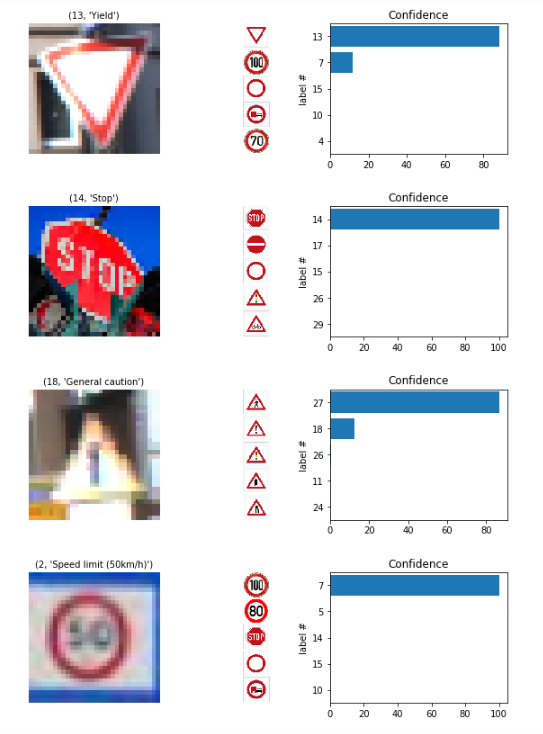 (13, 'Yield')
Confidence
label #
13
7
15
10
4
0 20 40 60 80
100
70
(14, 'Stop')
Confidence
label #
14
17
15
26
29
0 20 40 60 80 100
STOP
STOP
(18, 'General caution')
Confidence
label #
27
18
26
11
24
0 20 40 60 80
(2, 'Speed limit (50km/h)')
Confidence
label #
7
5
14
15
10
0 20 40 60 80 100
50
100
80
STOP